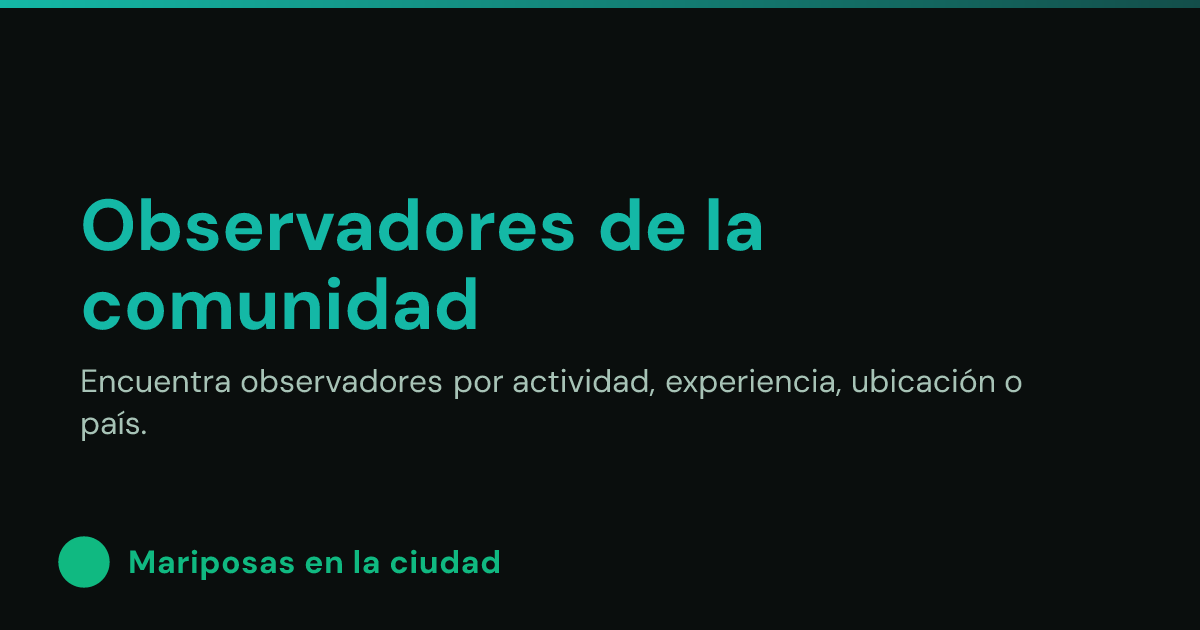 Observadores de la
comunidad
Encuentra observadores por actividad, experiencia, ubicación o
país.
Mariposas en la ciudad